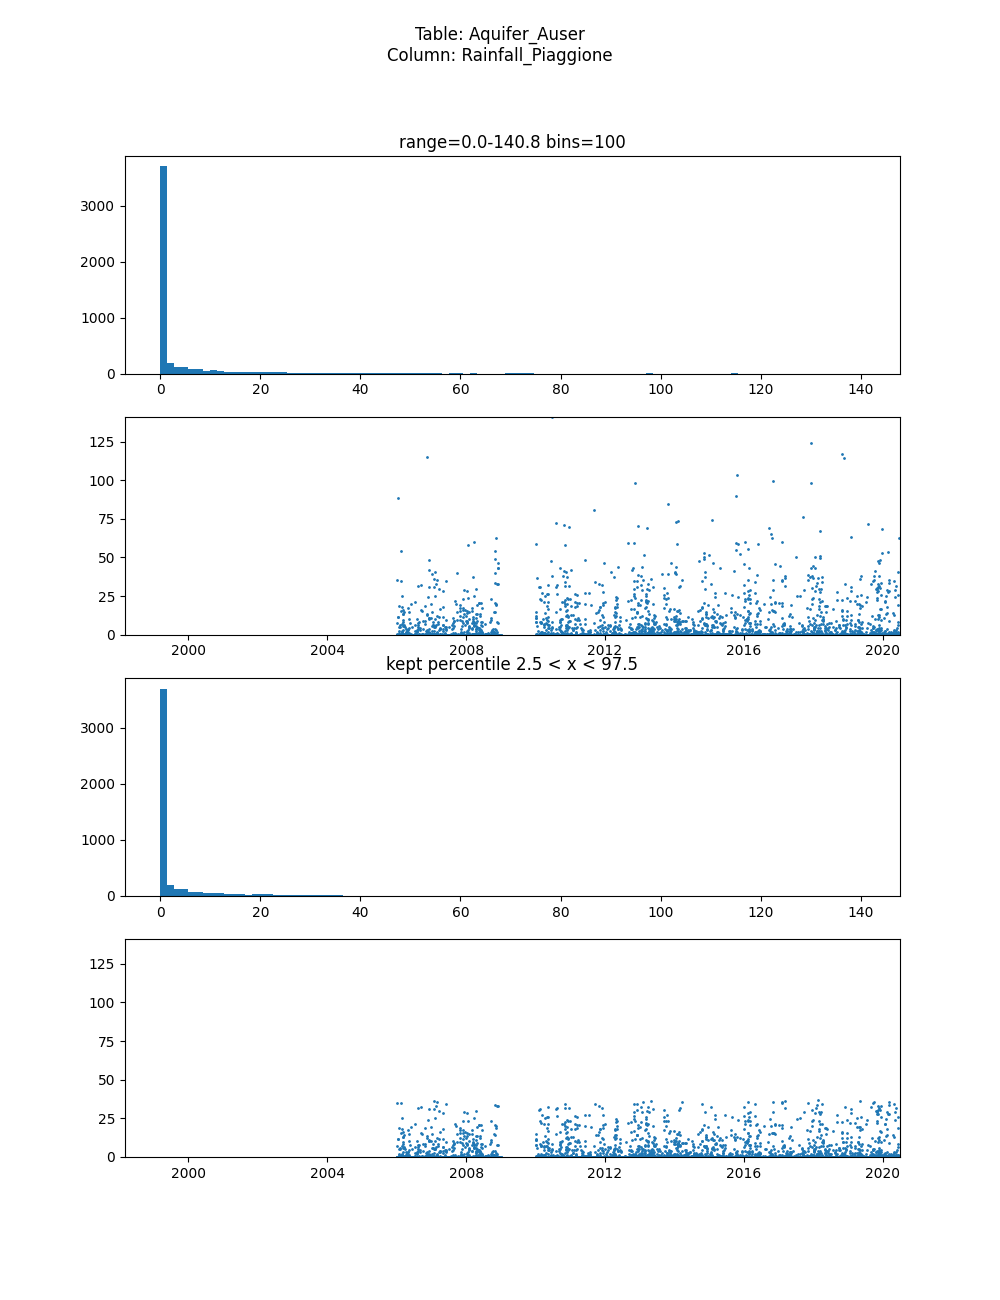 Table: Aquifer_Auser
Column: Rainfall_Piaggione
range=0.0-140.8 bins=100
3000
2000
1000
0
0 20 40 60 80 100 120 140
125
100
75
50
25
0
2000 2004 2008 2012 2016 2020
kept percentile 2.5 < x < 97.5
3000
2000
1000
0
0 20 40 60 80 100 120 140
125
100
75
50
25
0
2000 2004 2008 2012 2016 2020